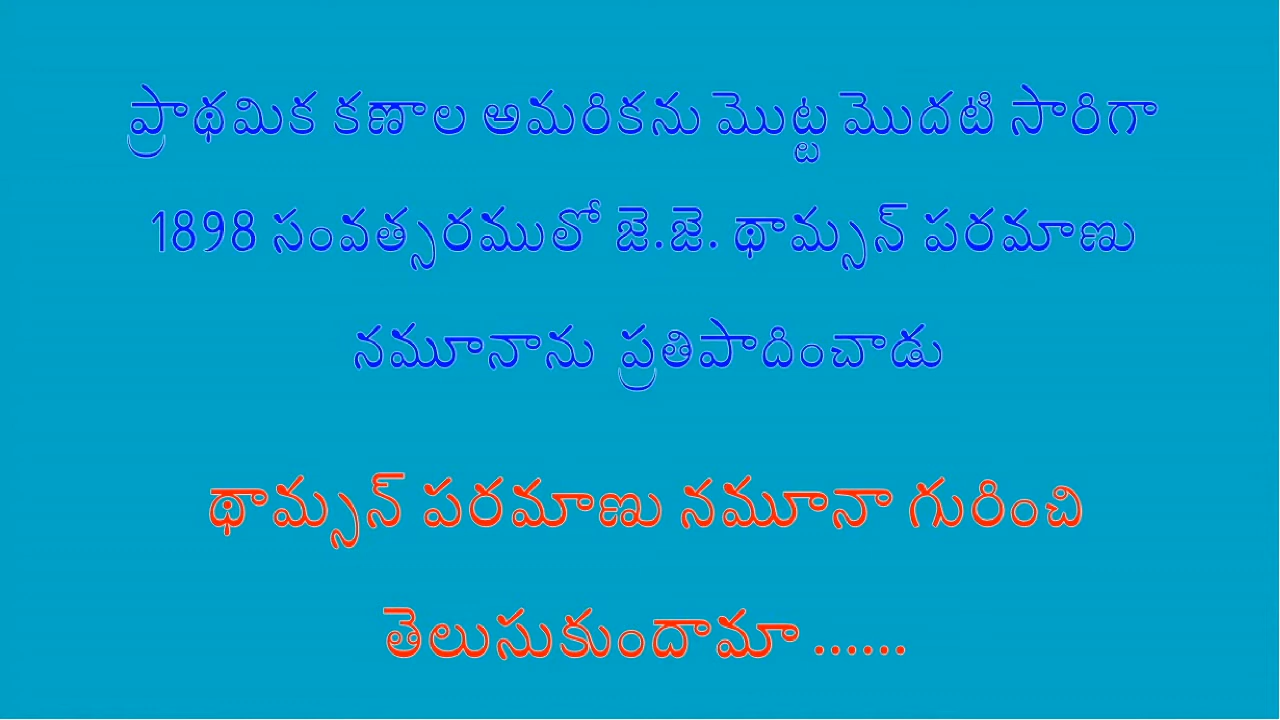 ప్రాథమిక కణాల అమరికను మొట్ట మొదటి సారిగా
1898 సంవత్సరములో జె.జె. థామ్సన్ పరమాణు
నమూనాను ప్రతిపాదించాడు
థామ్సన్ పరమాణు నమూనా గురించి
తెలుసుకుందామా ......